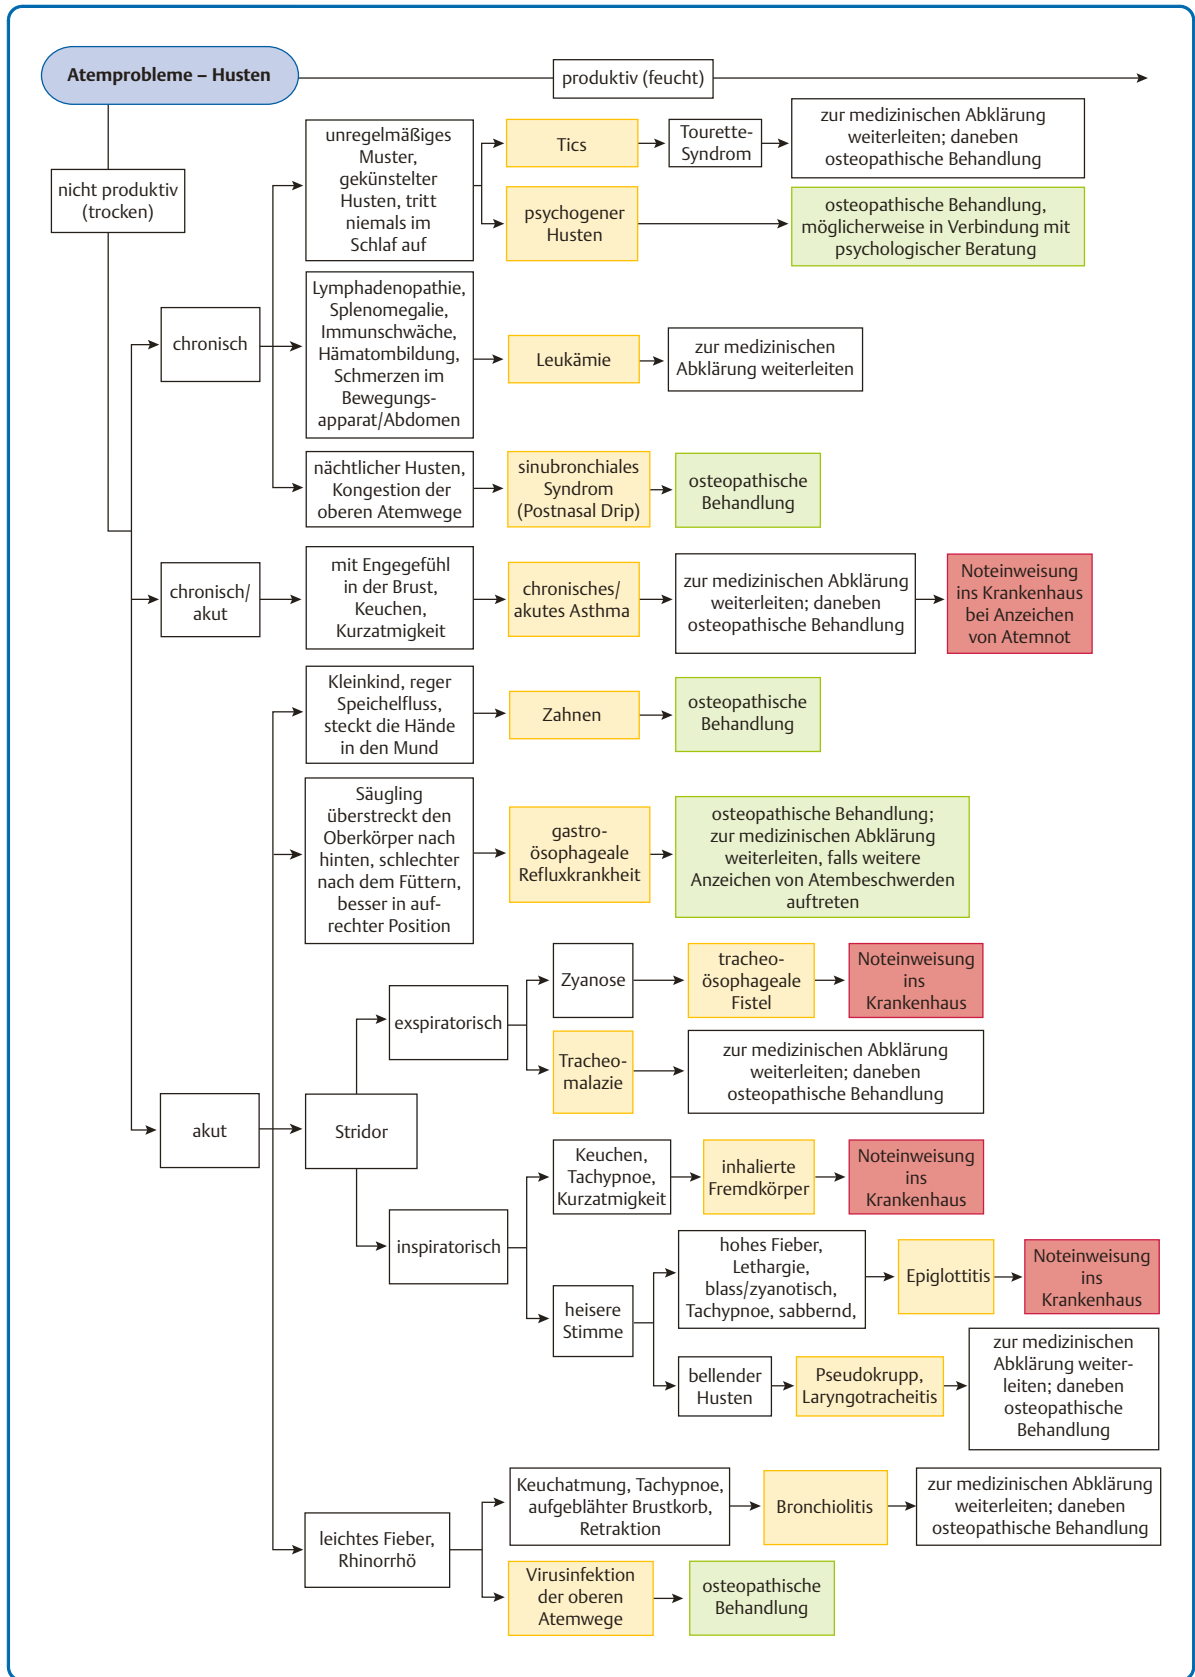 Atemprobleme – Husten
produktiv (feucht)
nicht produktiv
(trocken)
chronisch
unregelmäßiges
Muster,
gekünstelter
Husten, tritt
niemals im
Schlaf auf
Tics
Tourette-
Syndrom
zur medizinischen Abklärung
weiterleiten; daneben
osteopathische Behandlung
psychogener
Husten
osteopathische Behandlung,
möglicherweise in Verbindung mit
psychologischer Beratung
Lymphadenopathie,
Splenomegalie,
Immunschwäche,
Hämatombildung,
Schmerzen im
Bewegungs-
apparat/Abdomen
Leukämie
zur medizinischen
Abklärung weiterleiten
nächtlicher Husten,
Kongestion der
oberen Atemwege
sinubronchiales
Syndrom
(Postnasal Drip)
osteopathische
Behandlung
chronisch/
akut
mit Engegefühl
in der Brust,
Keuchen,
Kurzatmigkeit
chronisches/
akutes Asthma
zur medizinischen Abklärung
weiterleiten; daneben
osteopathische Behandlung
Noteinweisung
ins Krankenhaus
bei Anzeichen
von Atemnot
akut
Kleinkind, reger
Speichelfluss,
steckt die Hände
in den Mund
Zahnen
osteopathische
Behandlung
Säugling
überstreckt den
Oberkörper nach
hinten, schlechter
nach dem Füttern,
besser in auf-
rechter Position
gastro-
ösophageale
Refluxkrankheit
osteopathische Behandlung;
zur medizinischen Abklärung
weiterleiten, falls weitere
Anzeichen von Atembeschwerden
auftreten
Stridor
exspiratorisch
Zyanose
tracheo-
ösophageale
Fistel
Noteinweisung
ins
Krankenhaus
Tracheo-
malazie
zur medizinischen Abklärung
weiterleiten; daneben
osteopathische Behandlung
inspiratorisch
Keuchen,
Tachypnoe,
Kurzatmigkeit
inhalierte
Fremdkörper
Noteinweisung
ins
Krankenhaus
heisere
Stimme
hohes Fieber,
Lethargie,
blass/zyanotisch,
Tachypnoe, sabbernd,
Epiglottitis
Noteinweisung
ins
Krankenhaus
bellender
Husten
Pseudokrupp,
Laryngotracheitis
zur medizinischen
Abklärung weiter-
leiten; daneben
osteopathische
Behandlung
leichtes Fieber,
Rhinorrhö
Keuchatmung, Tachypnoe,
aufgeblähter Brustkorb,
Retraktion
Bronchiolitis
zur medizinischen Abklärung
weiterleiten; daneben
osteopathische Behandlung
Virusinfektion
der oberen
Atemwege
osteopathische
Behandlung